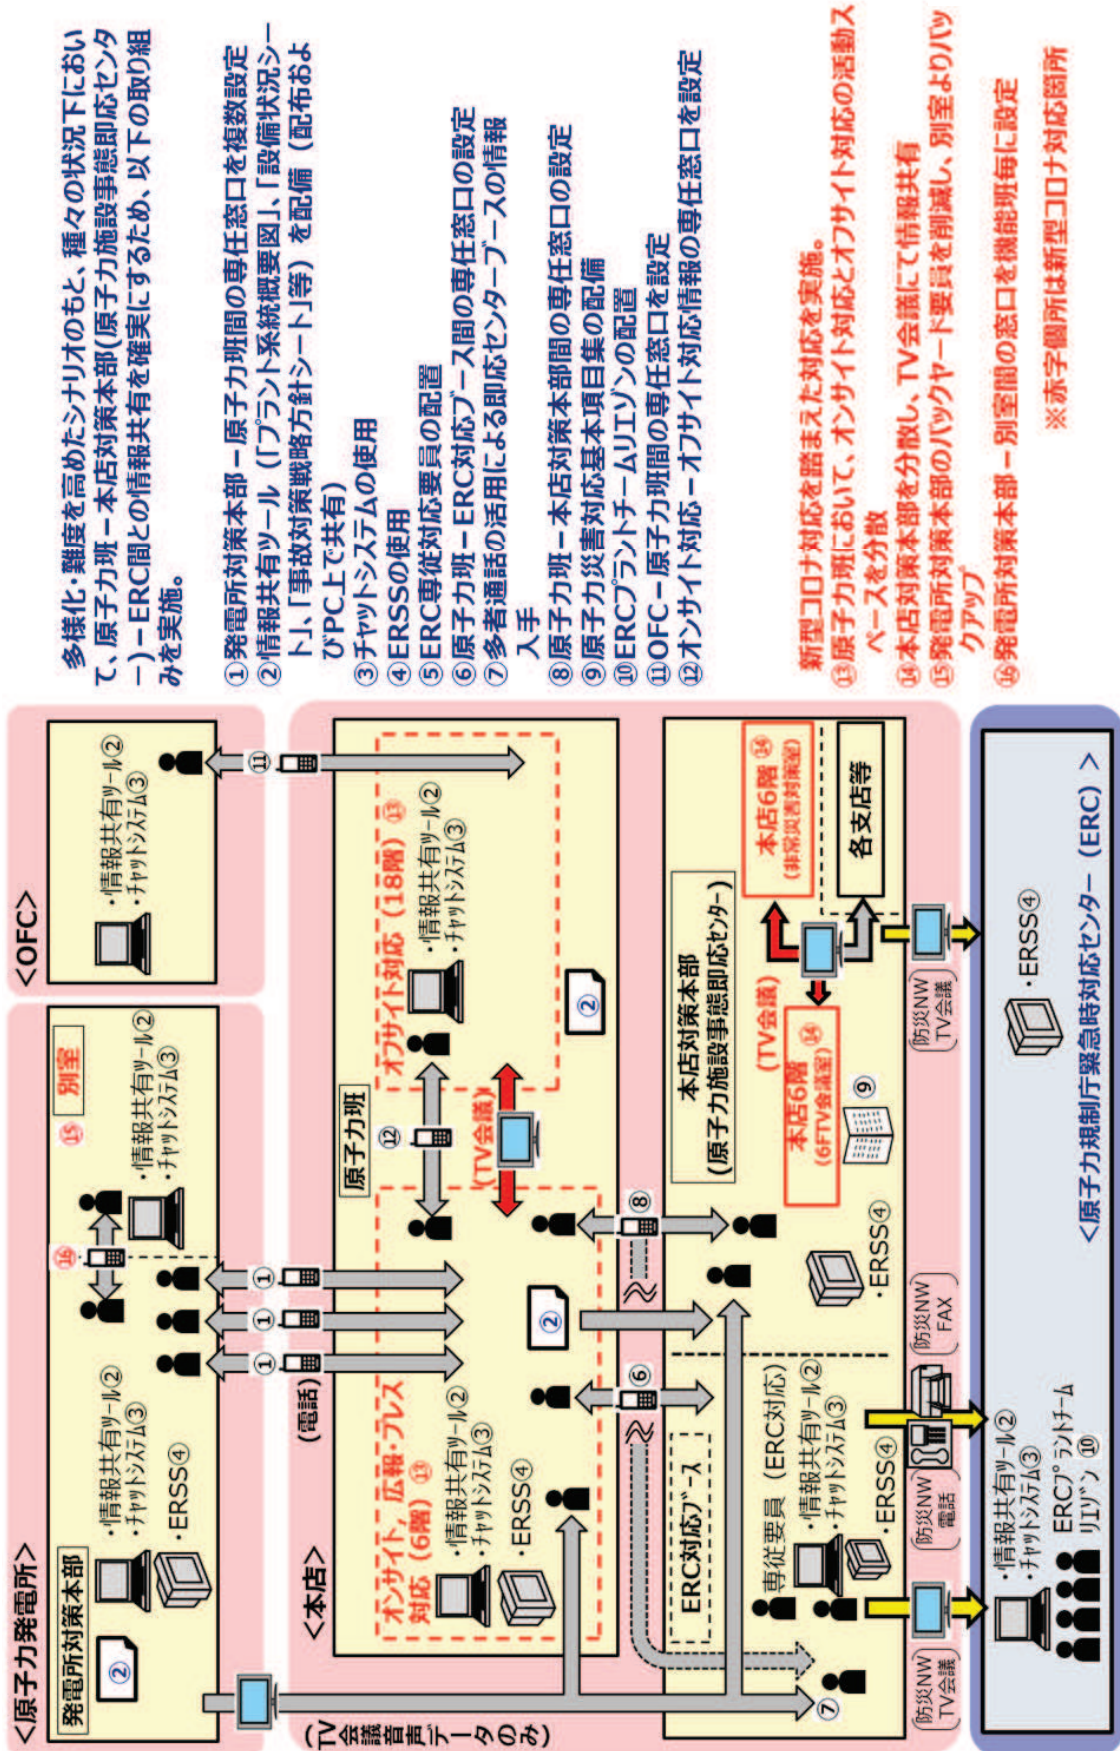 <原子力発電所>
発電所対策本部
②
・情報共有ツール②
・チャットシステム③
・ERSS④
⑯
⑮
別室
・情報共有ツール②
・チャットシステム③
<OFC>
・情報共有ツール②
・チャットシステム③
①
①
①
(電話)
⑪
<本店>
原子力班
オンサイト，広報・プレス
対応（6階）⑬
・情報共有ツール②
・チャットシステム③
・ERSS④
②
⑫
(TV会議)
オフサイト対応（18階）⑬
・情報共有ツール②
・チャットシステム③
②
(TV会議音声データのみ)
⑥
⑧
ERC対応ブース
専従要員（ERC対応）
・情報共有ツール②
・チャットシステム③
・ERSS④
⑦
・ERSS④
本店対策本部
(原子力施設事態即応センター)
(TV会議)
本店6階 ⑭
(6FTV会議室)
⑨
本店6階 ⑭
(非常災害対策室)
各支店等
防災NW
TV会議
防災NW
電話
防災NW
FAX
防災NW
TV会議
・情報共有ツール②
・チャットシステム③
ERCプラントチーム
リエゾン ⑩
・ERSS④
<原子力規制庁緊急時対応センター（ERC）>
多様化・難度を高めたシナリオのもと、種々の状況下におい
て、原子力班－本店対策本部(原子力施設事態即応センタ
ー)－ERC間との情報共有を確実にするため、以下の取り組
みを実施。
①発電所対策本部－原子力班間の専任窓口を複数設定
②情報共有ツール（「プラント系統概要図」、「設備状況シー
ト」、「事故対策戦略方針シート」等）を配備（配布およ
びPC上で共有）
③チャットシステムの使用
④ERSSの使用
⑤ERC専従対応要員の配置
⑥原子力班－ERC対応ブース間の専任窓口の設定
⑦多者通話の活用による即応センターブースの情報
入手
⑧原子力班－本店対策本部間の専任窓口の設定
⑨原子力災害対応基本項目集の配備
⑩ERCプラントチームリエゾンの配置
⑪OFC－原子力班間の専任窓口を設定
⑫オンサイト対応－オフサイト対応情報の専任窓口を設定
新型コロナ対応を踏まえた対応を実施。
⑬原子力班において、オンサイト対応とオフサイト対応の活動ス
ペースを分散
⑭本店対策本部を分散し、TV会議にて情報共有
⑮発電所対策本部のバックヤード要員を削減し、別室よりバッ
クアップ
⑯発電所対策本部－別室間の窓口を機能班毎に設定
※赤字個所は新型コロナ対応箇所